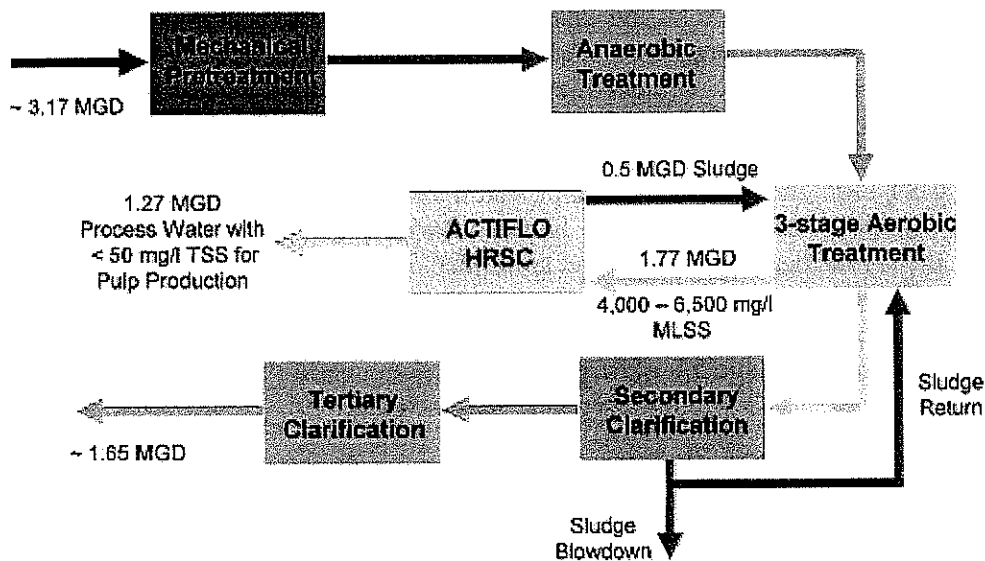 Mechanical
Pretreatment
Anaerobic
Treatment
~ 3,17 MGD
0.5 MGD Sludge
1.27 MGD
Process Water with
< 50 mg/l TSS for
Pulp Production
ACTIFLO
HRSC
3-stage Aerobic
Treatment
1.77 MGD
4,000 – 6,500 mg/l
MLSS
Tertiary
Clarification
Secondary
Clarification
Sludge
Return
~ 1.65 MGD
Sludge
Blowdown